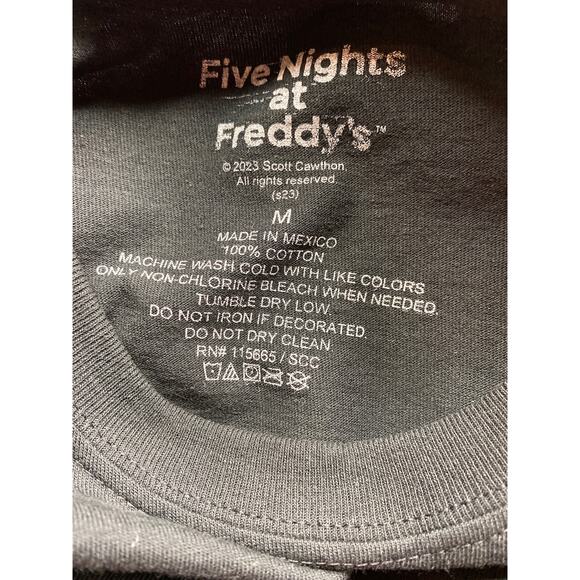 Five Nights
at
Freddy's™
© 2023 Scott Cawthon.
All rights reserved.
(s23)
M
MADE IN MEXICO
100% COTTON
MACHINE WASH COLD WITH LIKE COLORS
ONLY NON-CHLORINE BLEACH WHEN NEEDED.
TUMBLE DRY LOW.
DO NOT IRON IF DECORATED.
DO NOT DRY CLEAN
RN# 115665 / SCC